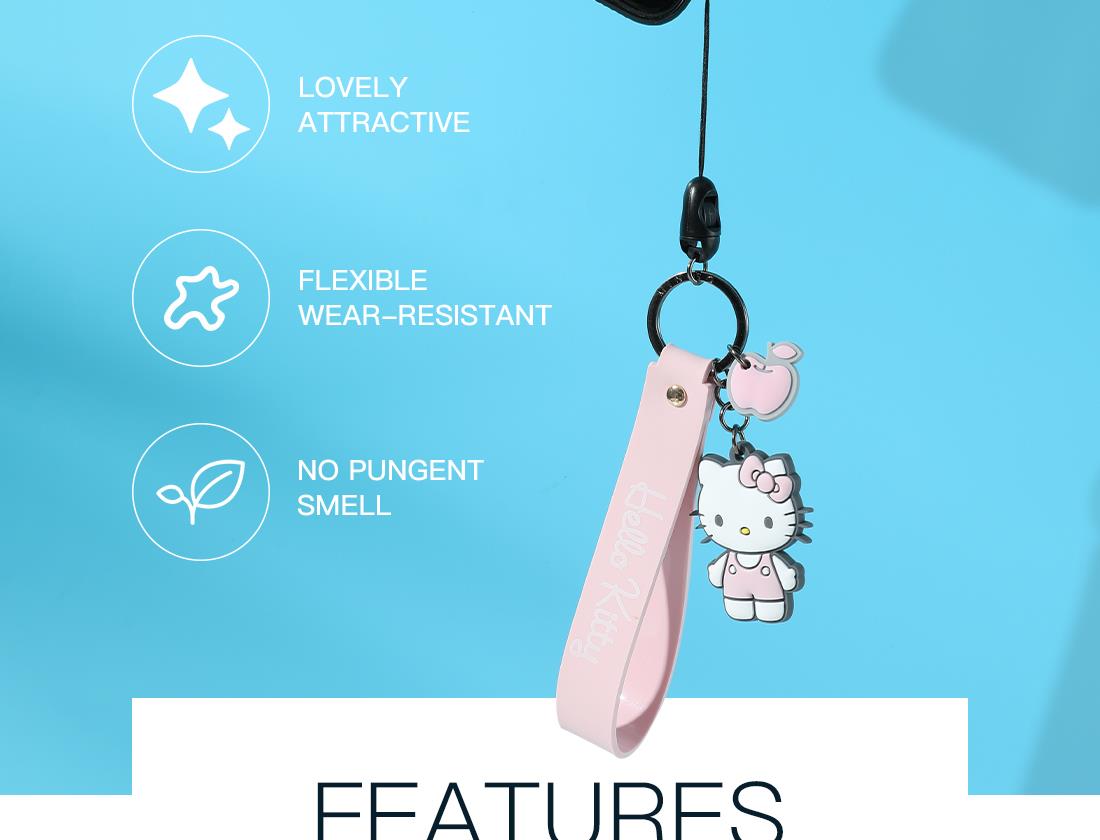 LOVELY
ATTRACTIVE
FLEXIBLE
WEAR-RESISTANT
NO PUNGENT
SMELL
Hello Kitty
FEATURES